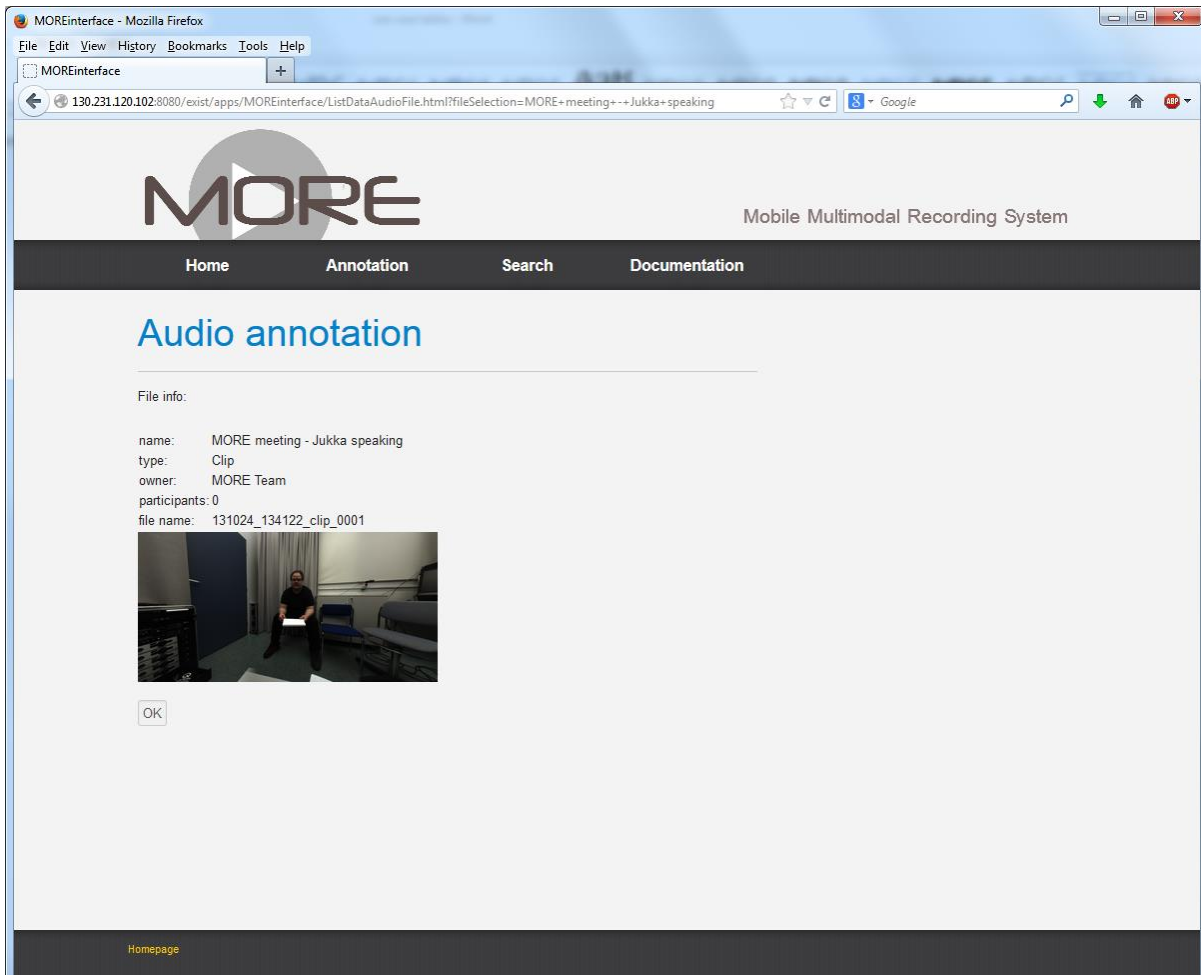 MOREinterface - Mozilla Firefox
File Edit View History Bookmarks Tools Help
MOREinterface +
130.231.120.102:8080/exist/apps/MOREinterface/ListDataAudioFile.html?fileSelection=MORE+meeting+-+Jukka+speaking 8 Google ABP
MORE
Mobile Multimodal Recording System
Home Annotation Search Documentation
Audio annotation
File info:
name: MORE meeting - Jukka speaking
type: Clip
owner: MORE Team
participants: 0
file name: 131024_134122_clip_0001
OK
Homepage